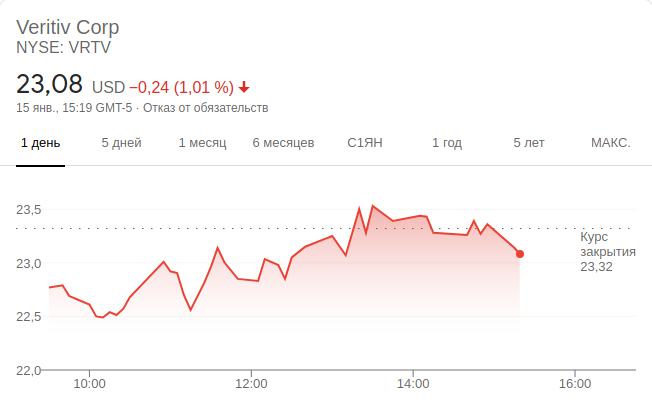 Veritiv Corp
NYSE: VRTV
23,08 USD −0,24 (1,01 %)
15 янв., 15:19 GMT-5 · Отказ от обязательств
1 день 5 дней 1 месяц 6 месяцев С1ЯН 1 год 5 лет МАКС.
23,5
Курс
закрытия
23,0
23,32
22,5
22,0
10:00 12:00 14:00 16:00